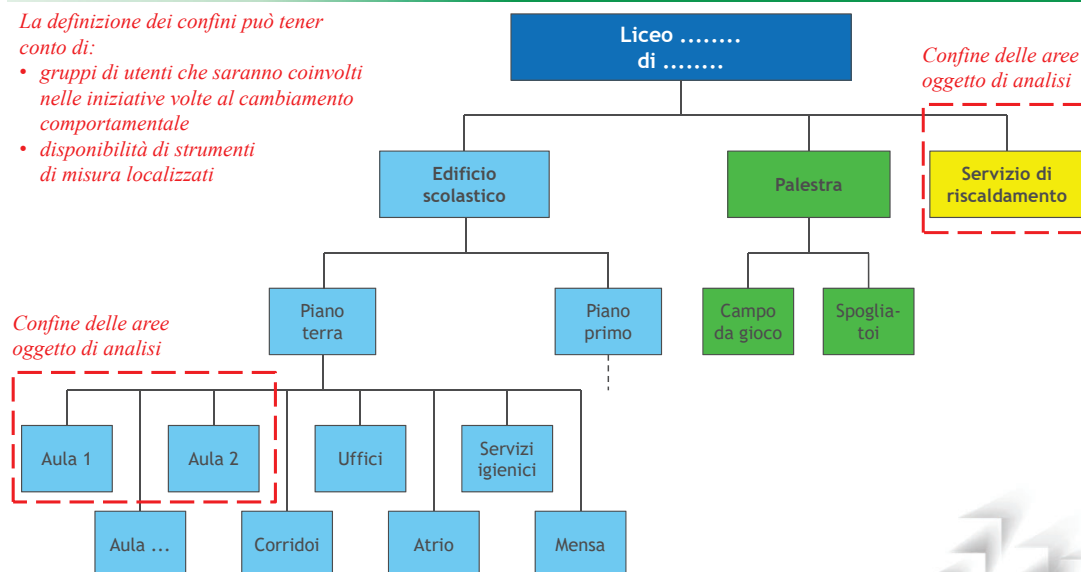 La definizione dei confini può tener
conto di:
• gruppi di utenti che saranno coinvolti
nelle iniziative volte al cambiamento
comportamentale
• disponibilità di strumenti
di misura localizzati
Liceo ........
di ........
Confine delle aree
oggetto di analisi
Edificio
scolastico
Palestra
Servizio di
riscaldamento
Piano
terra
Piano
primo
Campo
da gioco
Spoglia-
toi
Confine delle aree
oggetto di analisi
Aula 1
Aula 2
Uffici
Servizi
igienici
Aula ...
Corridoi
Atrio
Mensa